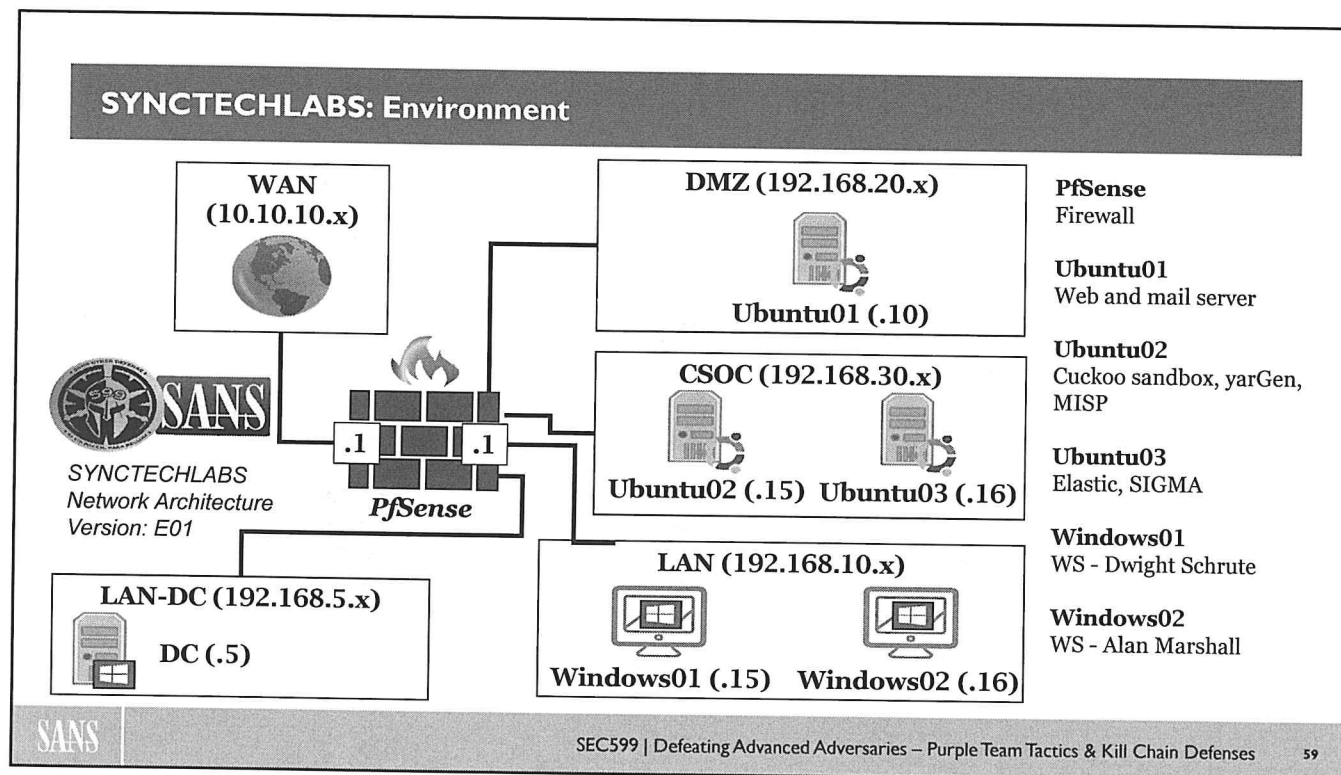 SYNCTECHLABS: Environment
WAN
(10.10.10.x)
599
SANS
SYNCTECHLABS
Network Architecture
Version: E01
.1
.1
PfSense
LAN-DC (192.168.5.x)
DC (.5)
DMZ (192.168.20.x)
Ubuntu01 (.10)
CSOC (192.168.30.x)
Ubuntu02 (.15) Ubuntu03 (.16)
LAN (192.168.10.x)
Windows01 (.15) Windows02 (.16)
PfSense
Firewall
Ubuntu01
Web and mail server
Ubuntu02
Cuckoo sandbox, yarGen,
MISP
Ubuntu03
Elastic, SIGMA
Windows01
WS - Dwight Schrute
Windows02
WS - Alan Marshall
SANS
SEC599 | Defeating Advanced Adversaries – Purple Team Tactics & Kill Chain Defenses 59